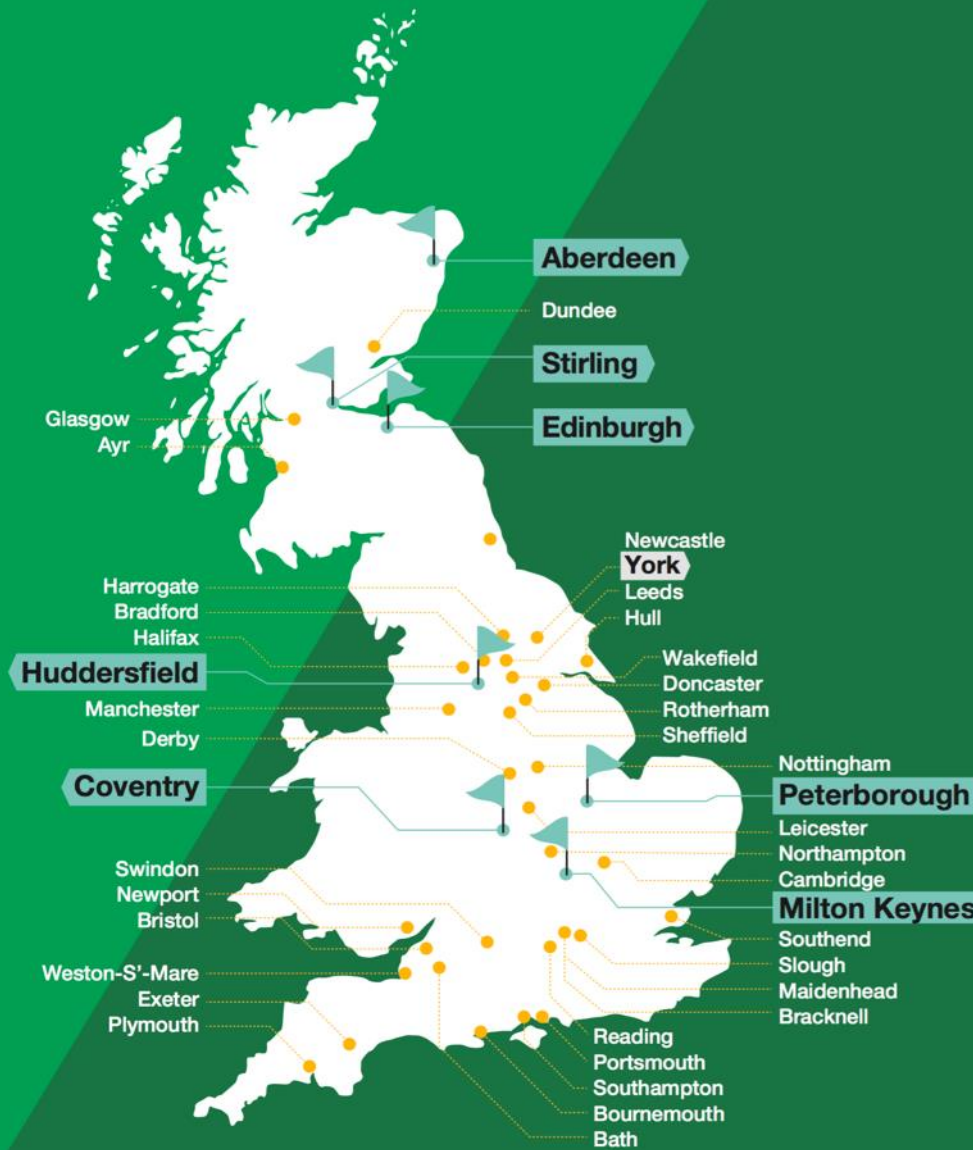 Aberdeen
Dundee
Stirling
Edinburgh
Glasgow
Ayr
Newcastle
York
Leeds
Hull
Harrogate
Bradford
Halifax
Huddersfield
Manchester
Derby
Coventry
Wakefield
Doncaster
Rotherham
Sheffield
Nottingham
Peterborough
Leicester
Northampton
Cambridge
Milton Keynes
Southend
Slough
Maidenhead
Bracknell
Swindon
Newport
Bristol
Weston-S'-Mare
Exeter
Plymouth
Reading
Portsmouth
Southampton
Bournemouth
Bath